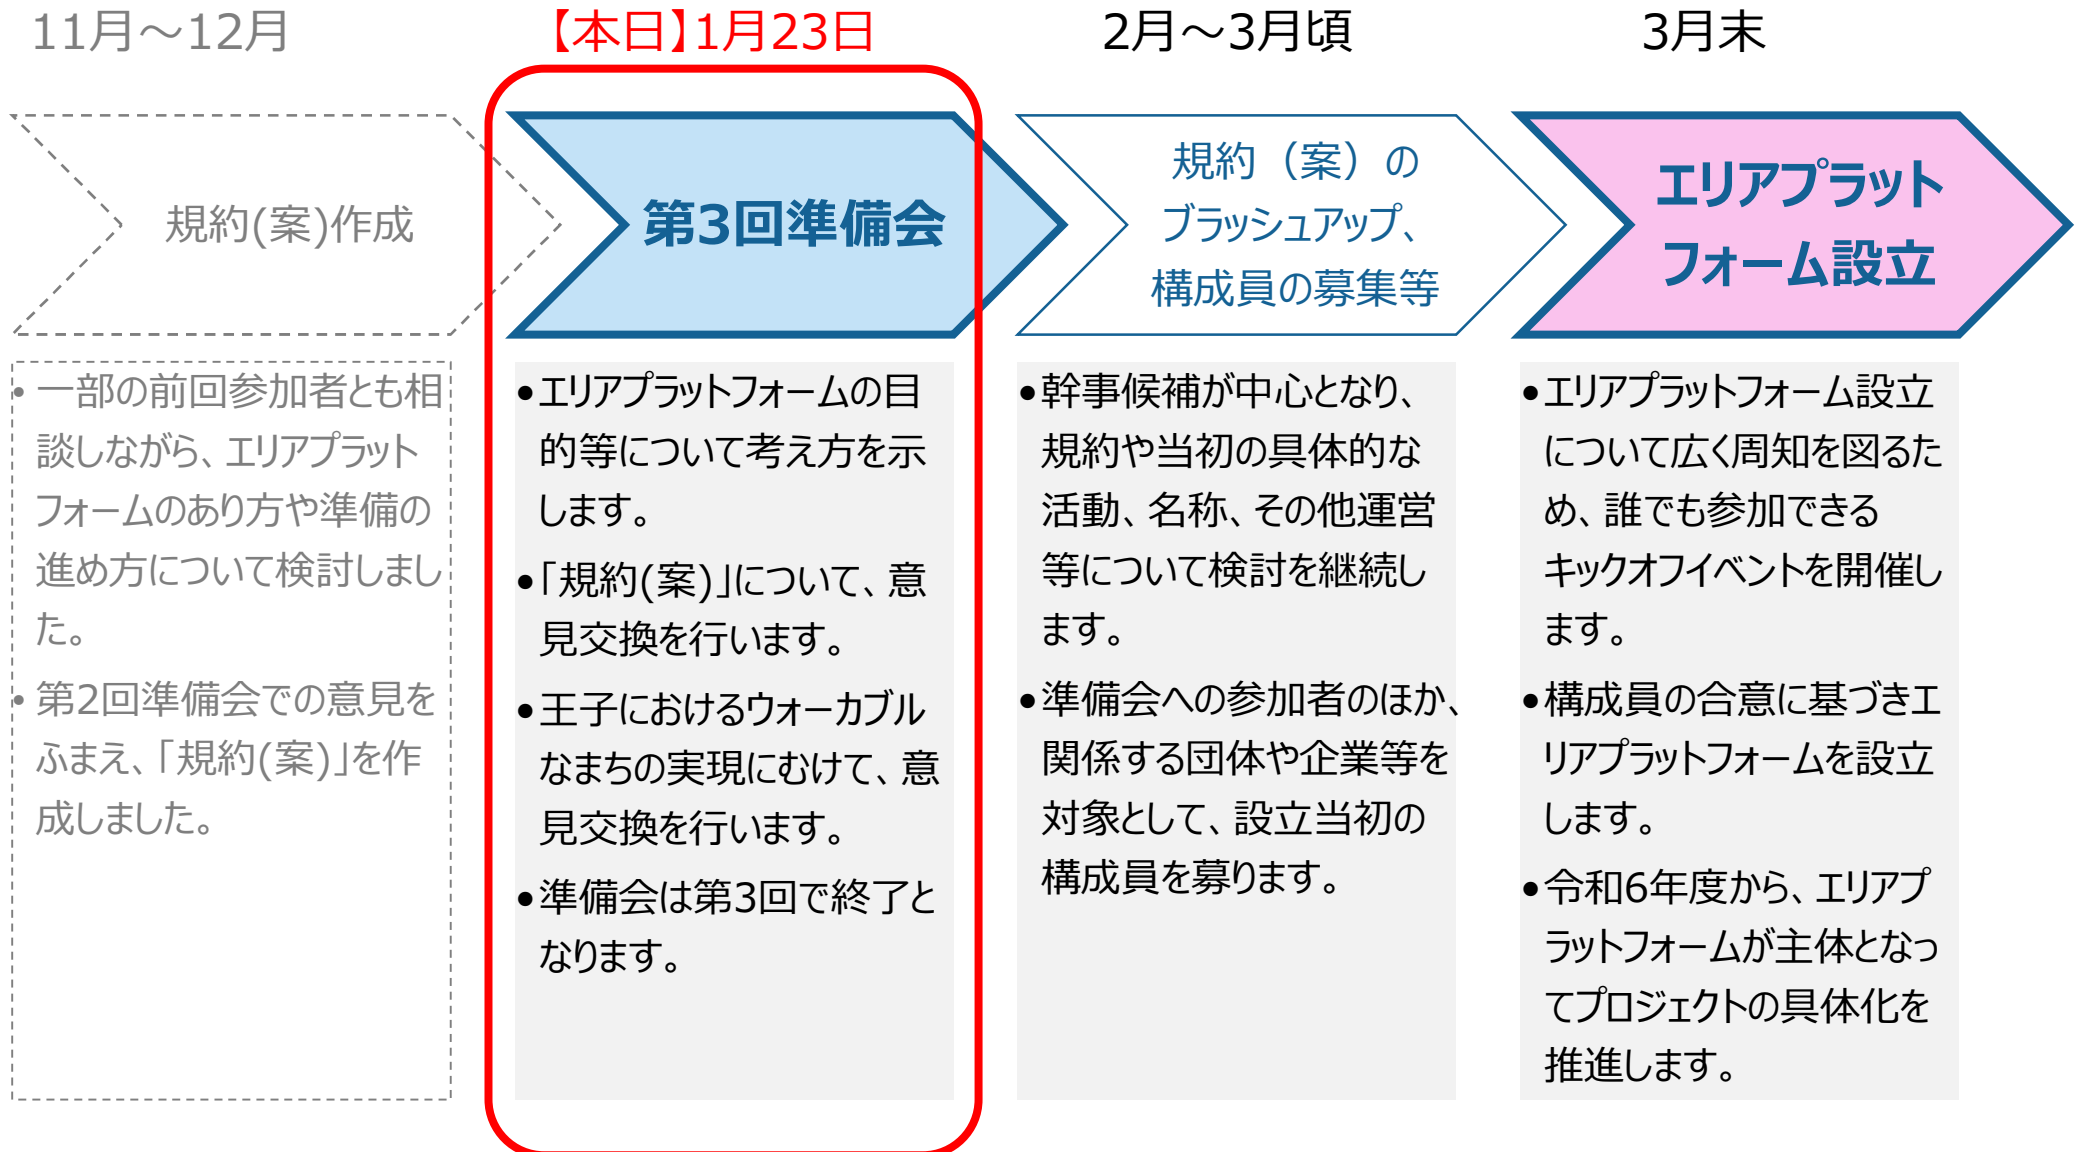 11月～12月
【本日】1月23日
2月～3月頃
3月末
規約(案)作成
第3回準備会
規約（案）の
ブラッシュアップ、
構成員の募集等
エリアプラット
フォーム設立
• 一部の前回参加者とも相
談しながら、エリアプラット
フォームのあり方や準備の
進め方について検討しまし
た。
• 第2回準備会での意見を
ふまえ、「規約(案)」を作
成しました。
•エリアプラットフォームの目
的等について考え方を示
します。
•「規約(案)」について、意
見交換を行います。
•王子におけるウォーカブル
なまちの実現にむけて、意
見交換を行います。
•準備会は第3回で終了と
なります。
•幹事候補が中心となり、
規約や当初の具体的な
活動、名称、その他運営
等について検討を継続し
ます。
•準備会への参加者のほか、
関係する団体や企業等を
対象として、設立当初の
構成員を募ります。
•エリアプラットフォーム設立
について広く周知を図るた
め、誰でも参加できる
キックオフイベントを開催し
ます。
•構成員の合意に基づきエ
リアプラットフォームを設立
します。
•令和6年度から、エリアプ
ラットフォームが主体となっ
てプロジェクトの具体化を
推進します。